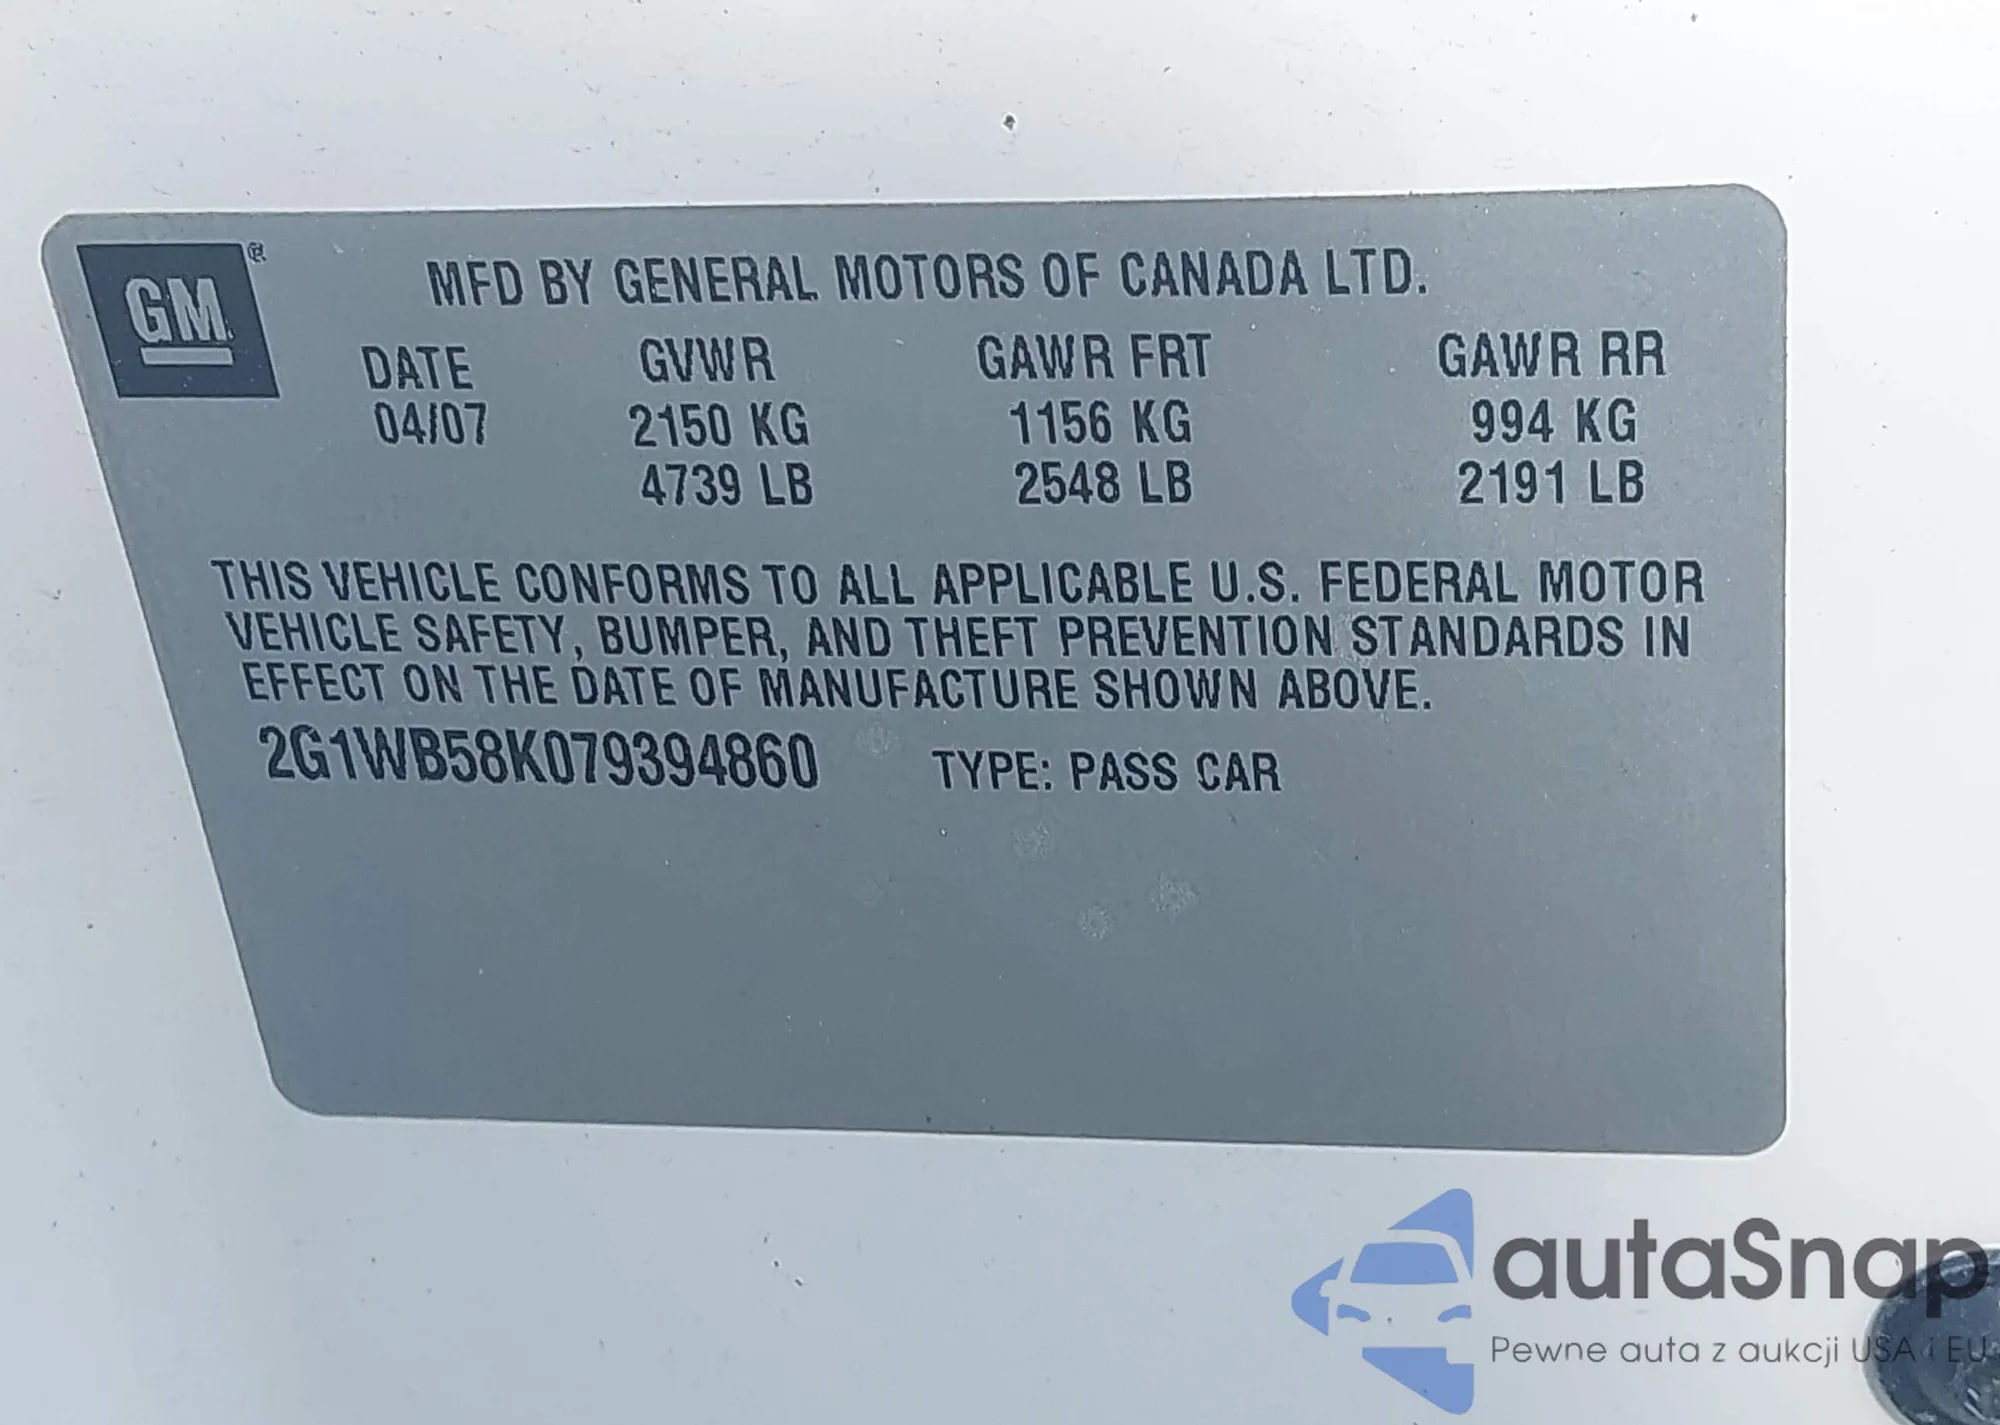 GM®
MFD BY GENERAL MOTORS OF CANADA LTD.
DATE GVWR GAWR FRT GAWR RR
04/07 2150 KG 1156 KG 994 KG
4739 LB 2548 LB 2191 LB
THIS VEHICLE CONFORMS TO ALL APPLICABLE U.S. FEDERAL MOTOR
VEHICLE SAFETY, BUMPER, AND THEFT PREVENTION STANDARDS IN
EFFECT ON THE DATE OF MANUFACTURE SHOWN ABOVE.
2G1WB58K079394860 TYPE: PASS CAR
autaSnap
Pewne auta z aukcji USA i EU